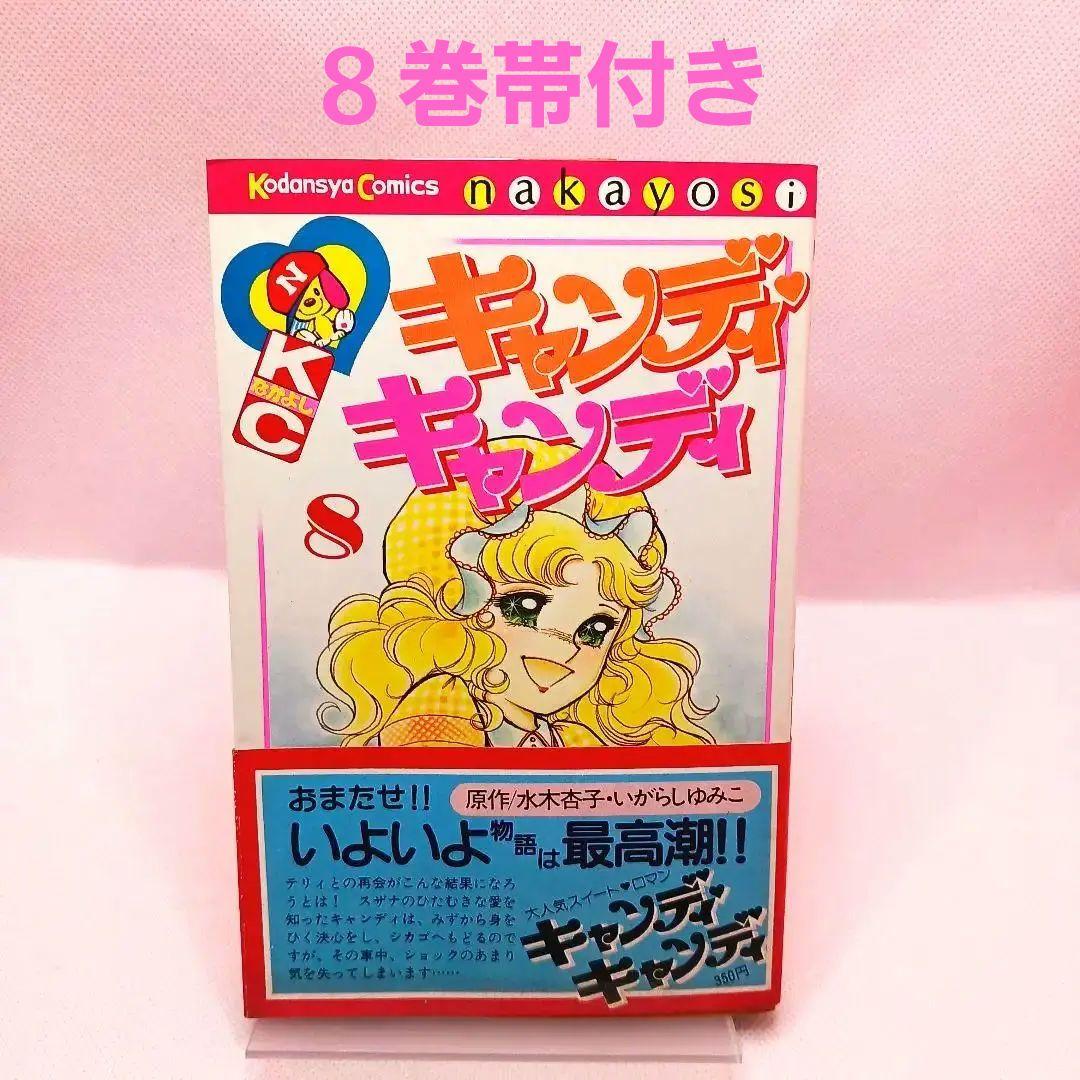 ８巻帯付き
Kodansya Comics nakayosi
N
KC
なかよし
キャンディ
キャンディ
8
おまたせ!!
原作/水木杏子・いがらしゆみこ
いよいよ物語は最高潮!!
テリィとの再会がこんな結果になろ
うとは！　スザナのひたむきな愛を
知ったキャンディは、みずから身を
ひく決心をし、シカゴへもどるので
すが、その車中、ショックのあまり
気を失ってしまいます……
大人気スイート♥ロマン
キャンディ
キャンディ
350円